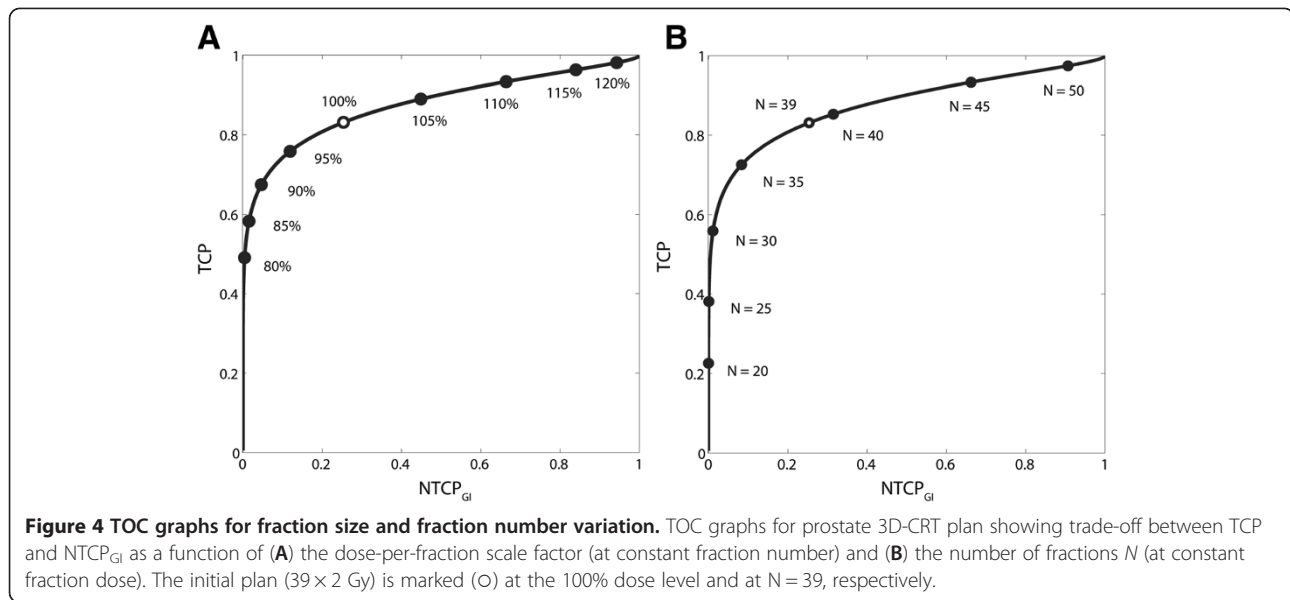 A
B
1
0.8
0.6
0.4
0.2
0
TCP
80%
85%
90%
95%
100%
105%
110%
115%
120%
0
0.2
0.4
0.6
0.8
1
NTCP_GI
1
0.8
0.6
0.4
0.2
0
TCP
N = 20
N = 25
N = 30
N = 35
N = 39
N = 40
N = 45
N = 50
0
0.2
0.4
0.6
0.8
1
NTCP_GI
Figure 4 TOC graphs for fraction size and fraction number variation. TOC graphs for prostate 3D-CRT plan showing trade-off between TCP
and NTCP_GI as a function of (A) the dose-per-fraction scale factor (at constant fraction number) and (B) the number of fractions N (at constant
fraction dose). The initial plan (39 × 2 Gy) is marked (O) at the 100% dose level and at N = 39, respectively.